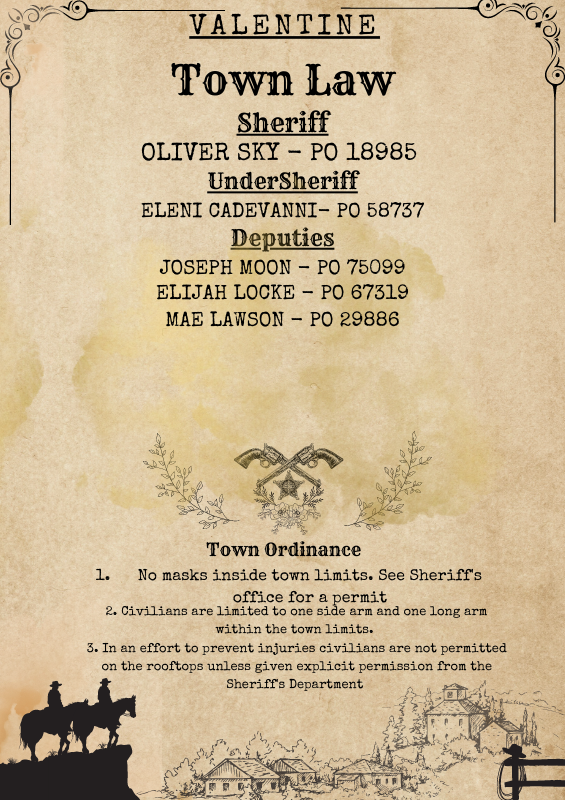 VALENTINE
Town Law
Sheriff
OLIVER SKY - PO 18985
UnderSheriff
ELENI CADEVANNI- PO 58737
Deputies
JOSEPH MOON - PO 75099
ELIJAH LOCKE - PO 67319
MAE LAWSON - PO 29886
Town Ordinance
1. No masks inside town limits. See Sheriff's
office for a permit
2. Civilians are limited to one side arm and one long arm
within the town limits.
3. In an effort to prevent injuries civilians are not permitted
on the rooftops unless given explicit permission from the
Sheriff's Department